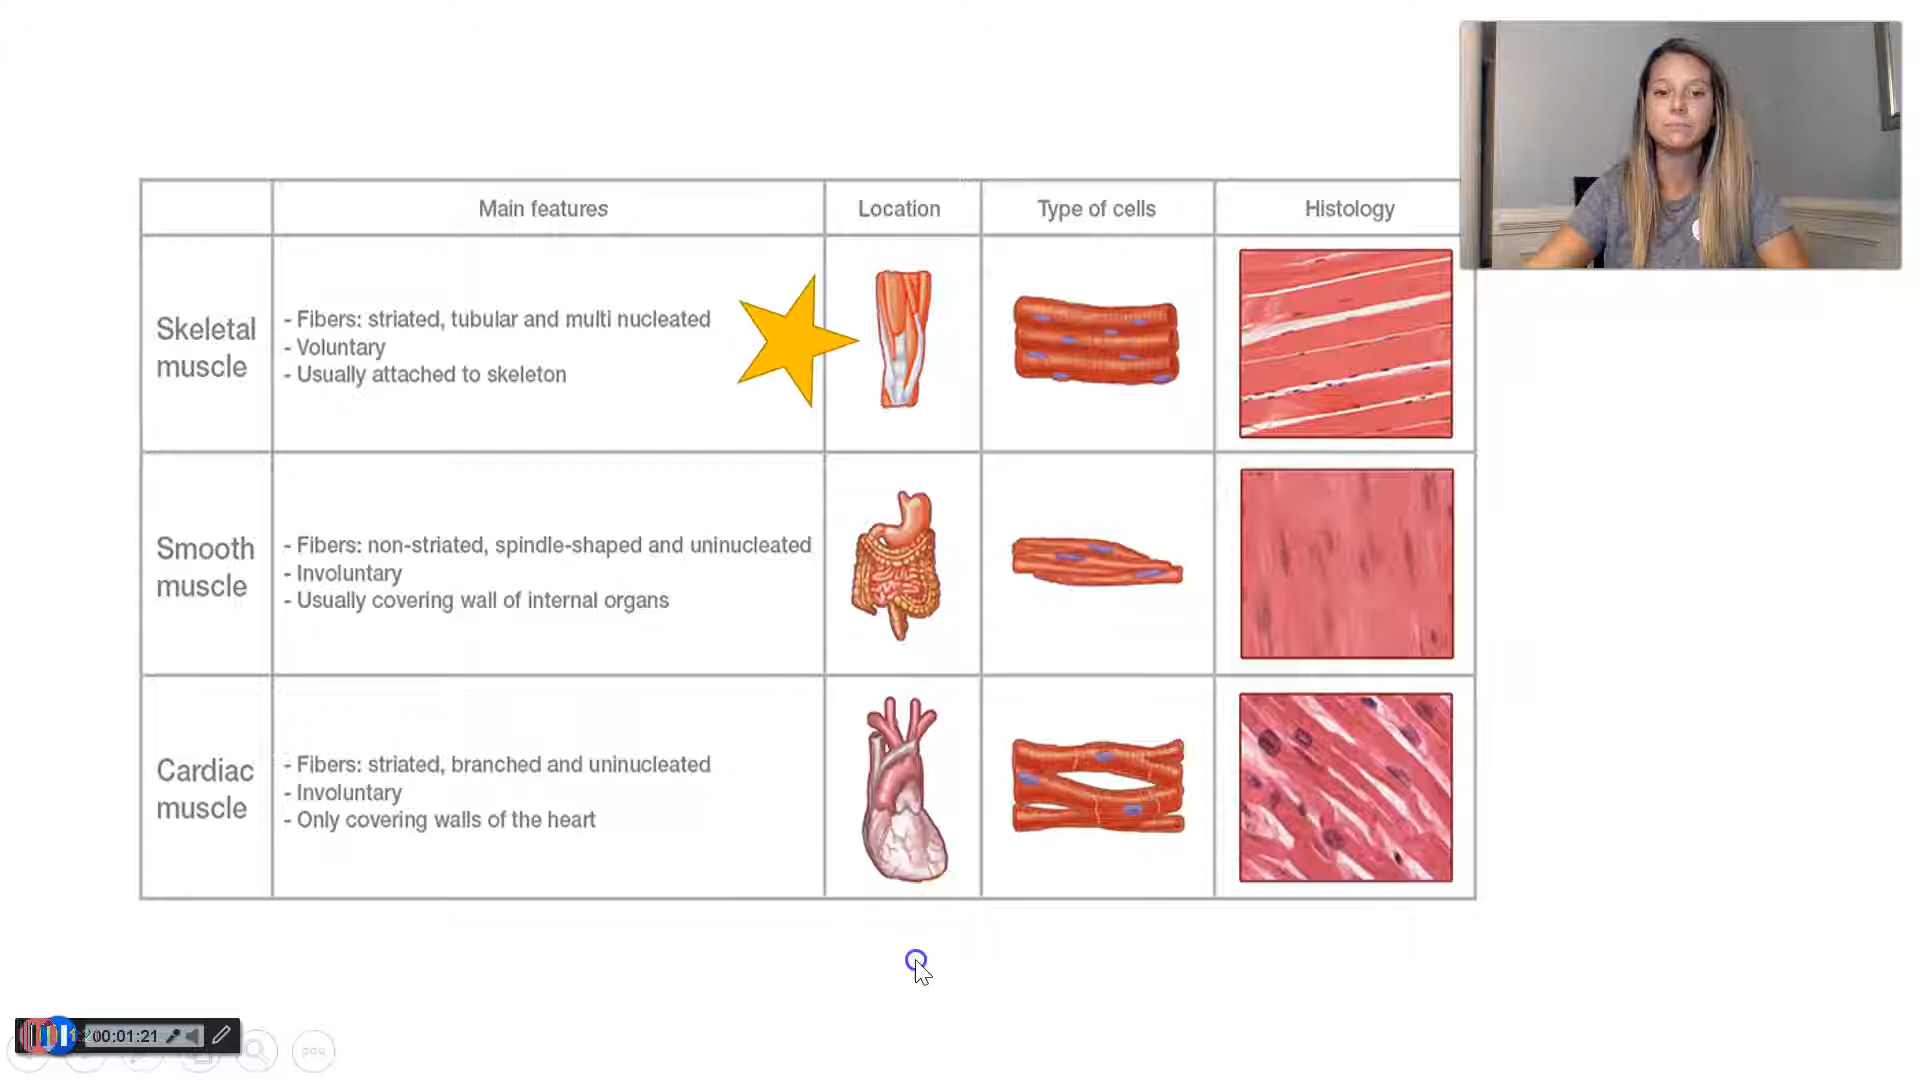 Main features
Location
Type of cells
Histology
Skeletal
muscle
- Fibers: striated, tubular and multi nucleated
- Voluntary
- Usually attached to skeleton
Smooth
muscle
- Fibers: non-striated, spindle-shaped and uninucleated
- Involuntary
- Usually covering wall of internal organs
Cardiac
muscle
- Fibers: striated, branched and uninucleated
- Involuntary
- Only covering walls of the heart
00:01:21